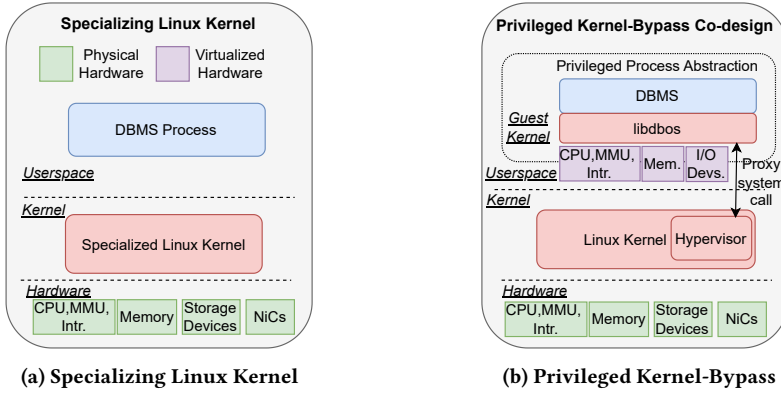 Specializing Linux Kernel
Physical
Hardware
Virtualized
Hardware
DBMS Process
Userspace
Kernel
Specialized Linux Kernel
Hardware
CPU,MMU,
Intr.
Memory
Storage
Devices
NiCs
(a) Specializing Linux Kernel
Privileged Kernel-Bypass Co-design
Privileged Process Abstraction
DBMS
Guest
Kernel
libdbos
CPU,MMU,
Intr.
Mem.
I/O
Devs.
Userspace
Proxy
system
call
Kernel
Linux Kernel
Hypervisor
Hardware
CPU,MMU,
Intr.
Memory
Storage
Devices
NiCs
(b) Privileged Kernel-Bypass